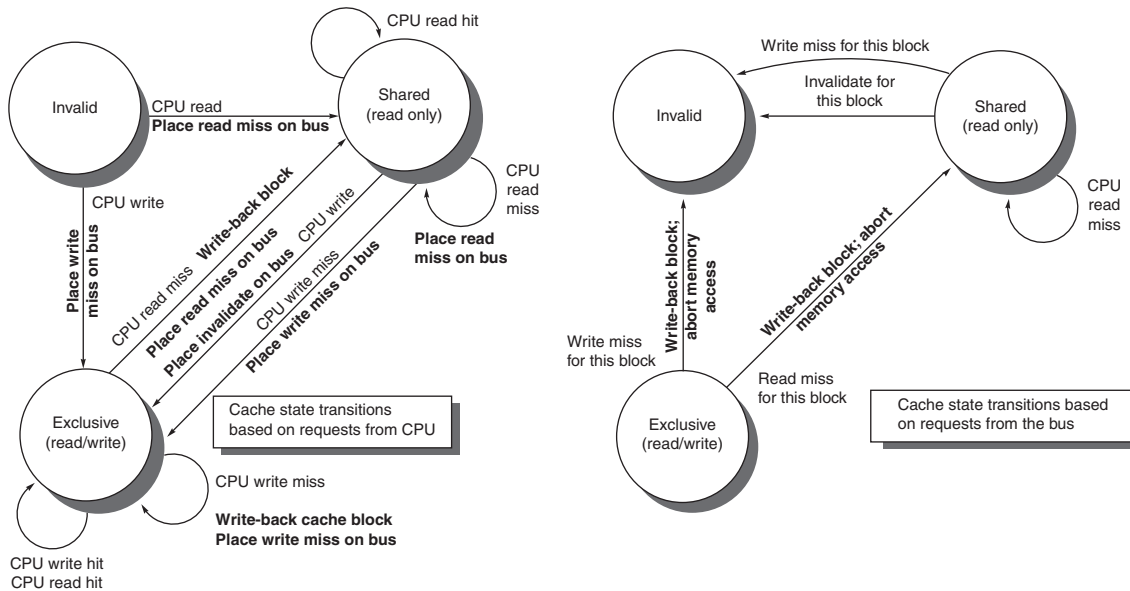 CPU read hit
Invalid
Shared
(read only)
CPU read
Place read miss on bus
CPU write
Place write
miss on bus
CPU read miss
Write-back block
Place read miss on bus
Place invalidate on bus
CPU write
CPU write miss
Place write miss on bus
CPU
read
miss
Place read
miss on bus
Exclusive
(read/write)
Cache state transitions
based on requests from CPU
CPU write miss
Write-back cache block
Place write miss on bus
CPU write hit
CPU read hit
Write miss for this block
Invalidate for
this block
Invalid
Shared
(read only)
CPU
read
miss
Write-back block;
abort memory
access
Write-back block; abort
memory access
Write miss
for this block
Read miss
for this block
Exclusive
(read/write)
Cache state transitions based
on requests from the bus